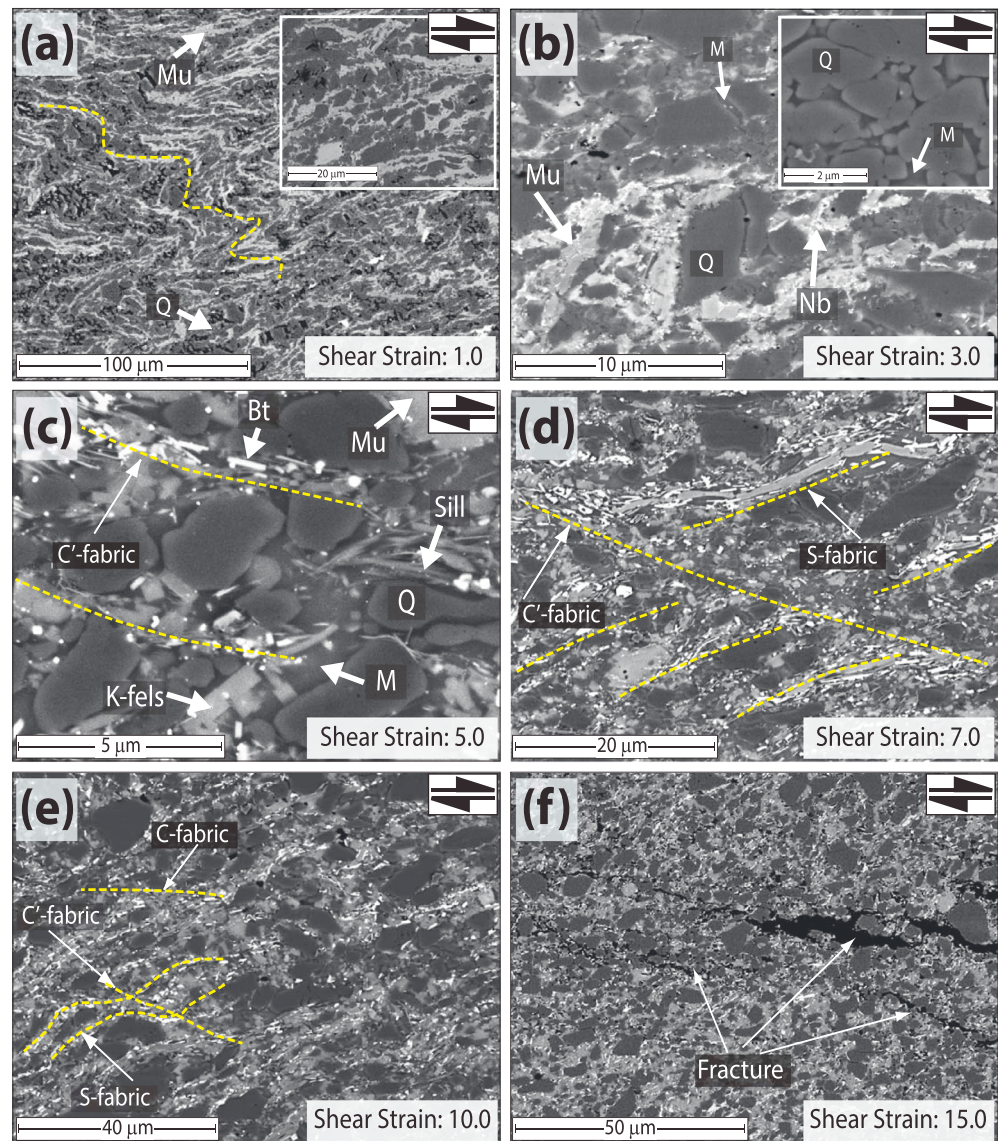 (a)
Mu
20 μm
Q
100 μm
Shear Strain: 1.0
(b)
M
Q
M
2 μm
Mu
Q
Nb
10 μm
Shear Strain: 3.0
(c)
Bt
Mu
Sill
C’-fabric
Q
M
K-fels
5 μm
Shear Strain: 5.0
(d)
S-fabric
C’-fabric
20 μm
Shear Strain: 7.0
(e)
C-fabric
C’-fabric
S-fabric
40 μm
Shear Strain: 10.0
(f)
Fracture
50 μm
Shear Strain: 15.0